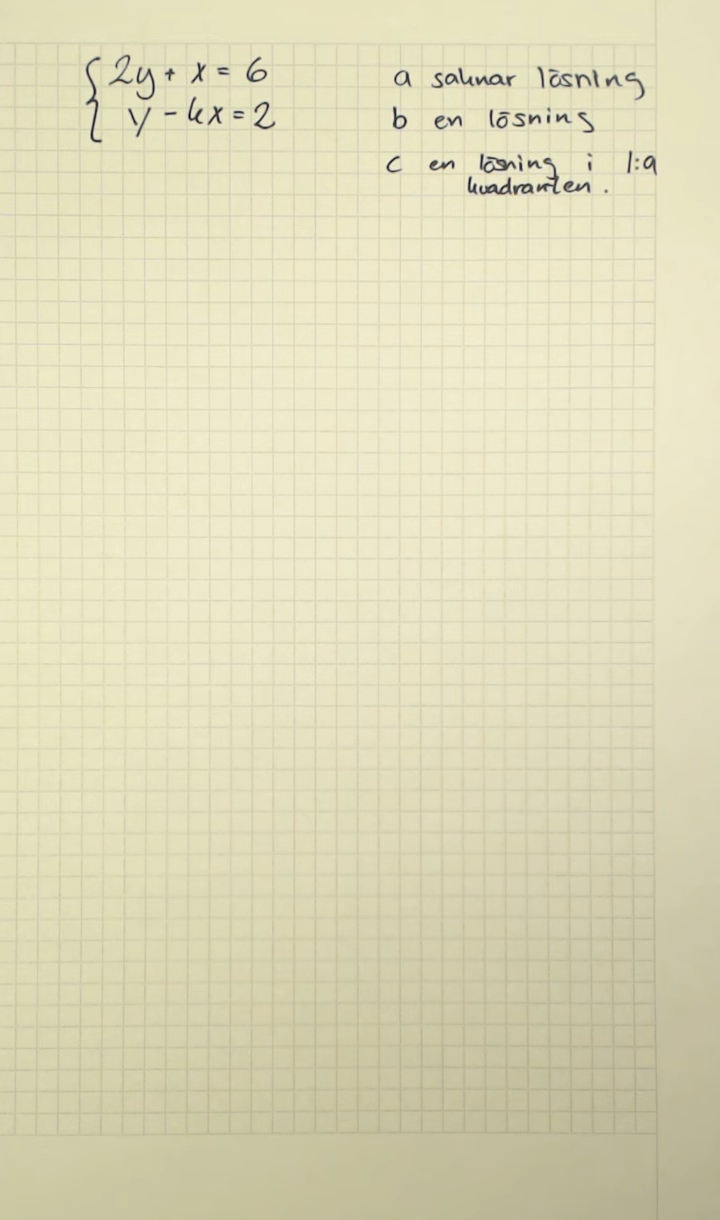 2y + x = 6
y - kx = 2
a saknar lösning
b en lösning
c en lösning i 1:a
kvadranten.